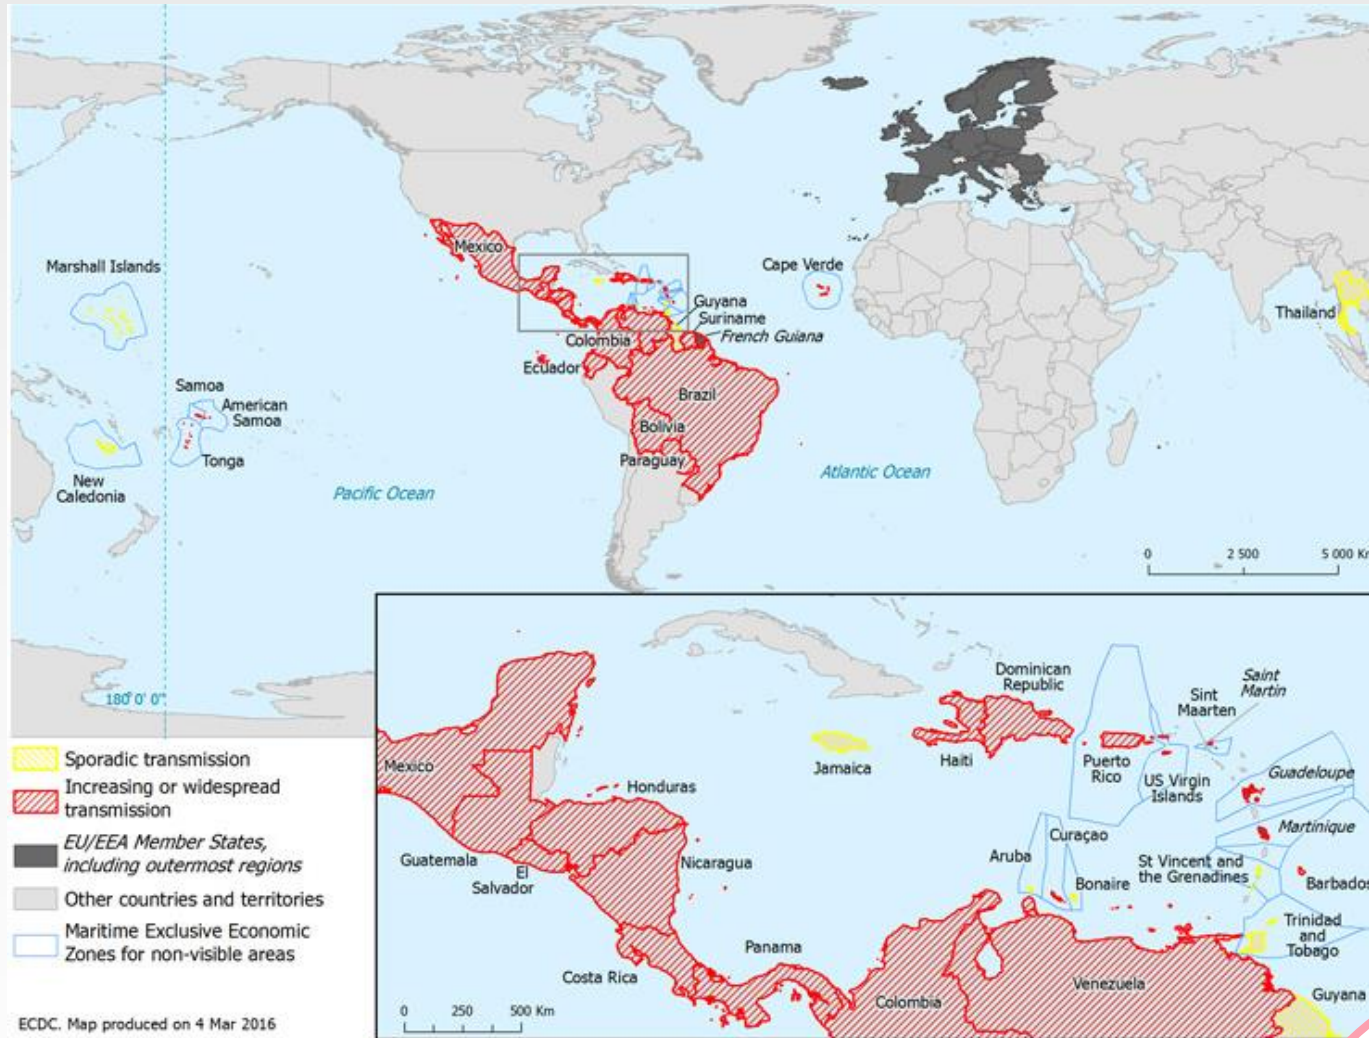 Marshall Islands
Samoa
American
Samoa
Tonga
New
Caledonia
Pacific Ocean
180° 0' 0"
Mexico
Colombia
Ecuador
Guyana
Suriname
French Guiana
Brazil
Bolivia
Paraguay
Cape Verde
Atlantic Ocean
Thailand
0 2 500 5 000 Km
Mexico
Guatemala
El
Salvador
Honduras
Nicaragua
Costa Rica
Panama
Jamaica
Haiti
Dominican
Republic
Puerto
Rico
US Virgin
Islands
Sint
Maarten
Saint
Martin
Guadeloupe
Martinique
St Vincent and
the Grenadines
Barbados
Aruba
Curaçao
Bonaire
Trinidad
and
Tobago
Colombia
Venezuela
Guyana
0 250 500 Km
Sporadic transmission
Increasing or widespread
transmission
EU/EEA Member States,
including outermost regions
Other countries and territories
Maritime Exclusive Economic
Zones for non-visible areas
ECDC. Map produced on 4 Mar 2016